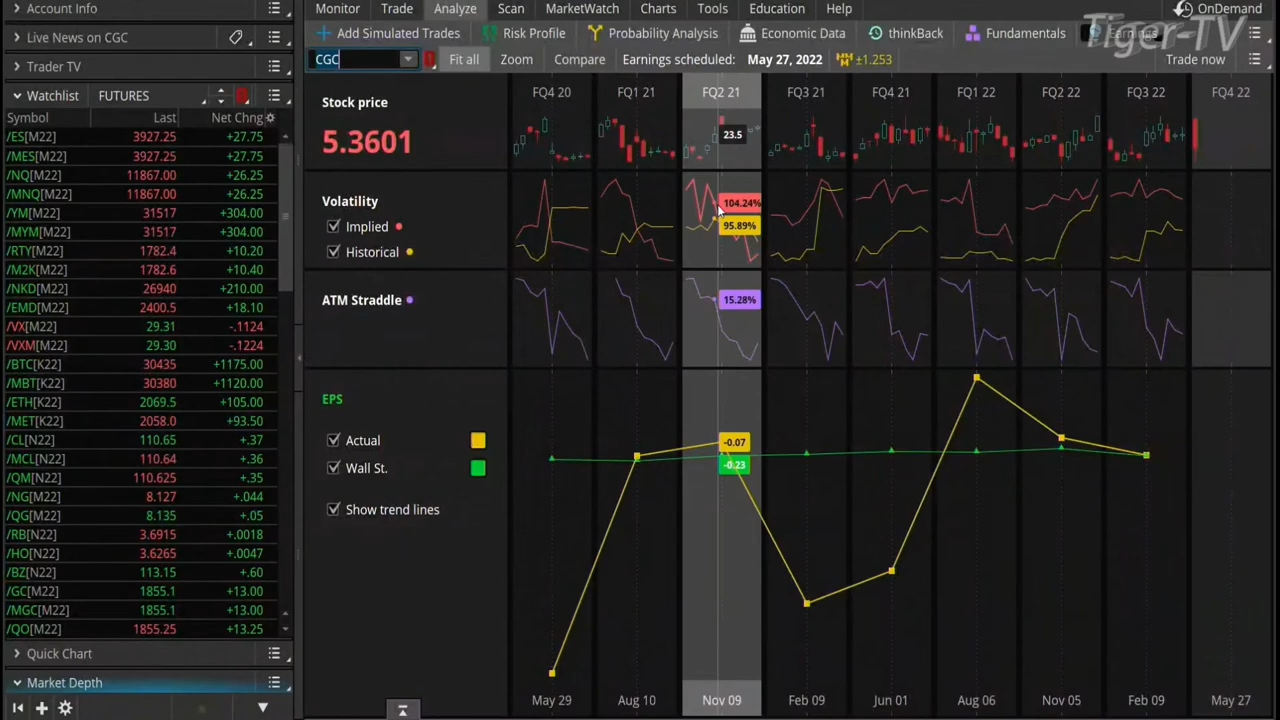 Account Info
Monitor Trade Analyze Scan MarketWatch Charts Tools Education Help
OnDemand
Tiger-TV
Live News on CGC
Add Simulated Trades Risk Profile Probability Analysis Economic Data thinkBack Fundamentals Earnings
Trader TV
CGC Fit all Zoom Compare Earnings scheduled: May 27, 2022 MMM ±1.253 Trade now
Watchlist FUTURES
Symbol Last Net Chng
/ES[M22] 3927.25 +27.75
/MES[M22] 3927.25 +27.75
/NQ[M22] 11867.00 +26.25
/MNQ[M22] 11867.00 +26.25
/YM[M22] 31517 +304.00
/MYM[M22] 31517 +304.00
/RTY[M22] 1782.4 +10.20
/M2K[M22] 1782.6 +10.40
/NKD[M22] 26940 +210.00
/EMD[M22] 2400.5 +18.10
/VX[M22] 29.31 -.1124
/VXM[M22] 29.30 -.1224
/BTC[K22] 30435 +1175.00
/MBT[K22] 30380 +1120.00
/ETH[K22] 2069.5 +105.00
/MET[K22] 2058.0 +93.50
/CL[N22] 110.65 +.37
/MCL[N22] 110.64 +.36
/QM[N22] 110.625 +.35
/NG[M22] 8.127 +.044
/QG[M22] 8.135 +.05
/RB[N22] 3.6915 +.0018
/HO[N22] 3.6265 +.0047
/BZ[N22] 113.15 +.60
/GC[M22] 1855.1 +13.00
/MGC[M22] 1855.1 +13.00
/QO[M22] 1855.25 +13.25
Quick Chart
Market Depth
FQ4 20 FQ1 21 FQ2 21 FQ3 21 FQ4 21 FQ1 22 FQ2 22 FQ3 22 FQ4 22
Stock price
5.3601
23.5
Volatility
Implied
Historical
104.24%
95.89%
ATM Straddle
15.28%
EPS
Actual
Wall St.
Show trend lines
-0.07
-0.23
May 29 Aug 10 Nov 09 Feb 09 Jun 01 Aug 06 Nov 05 Feb 09 May 27